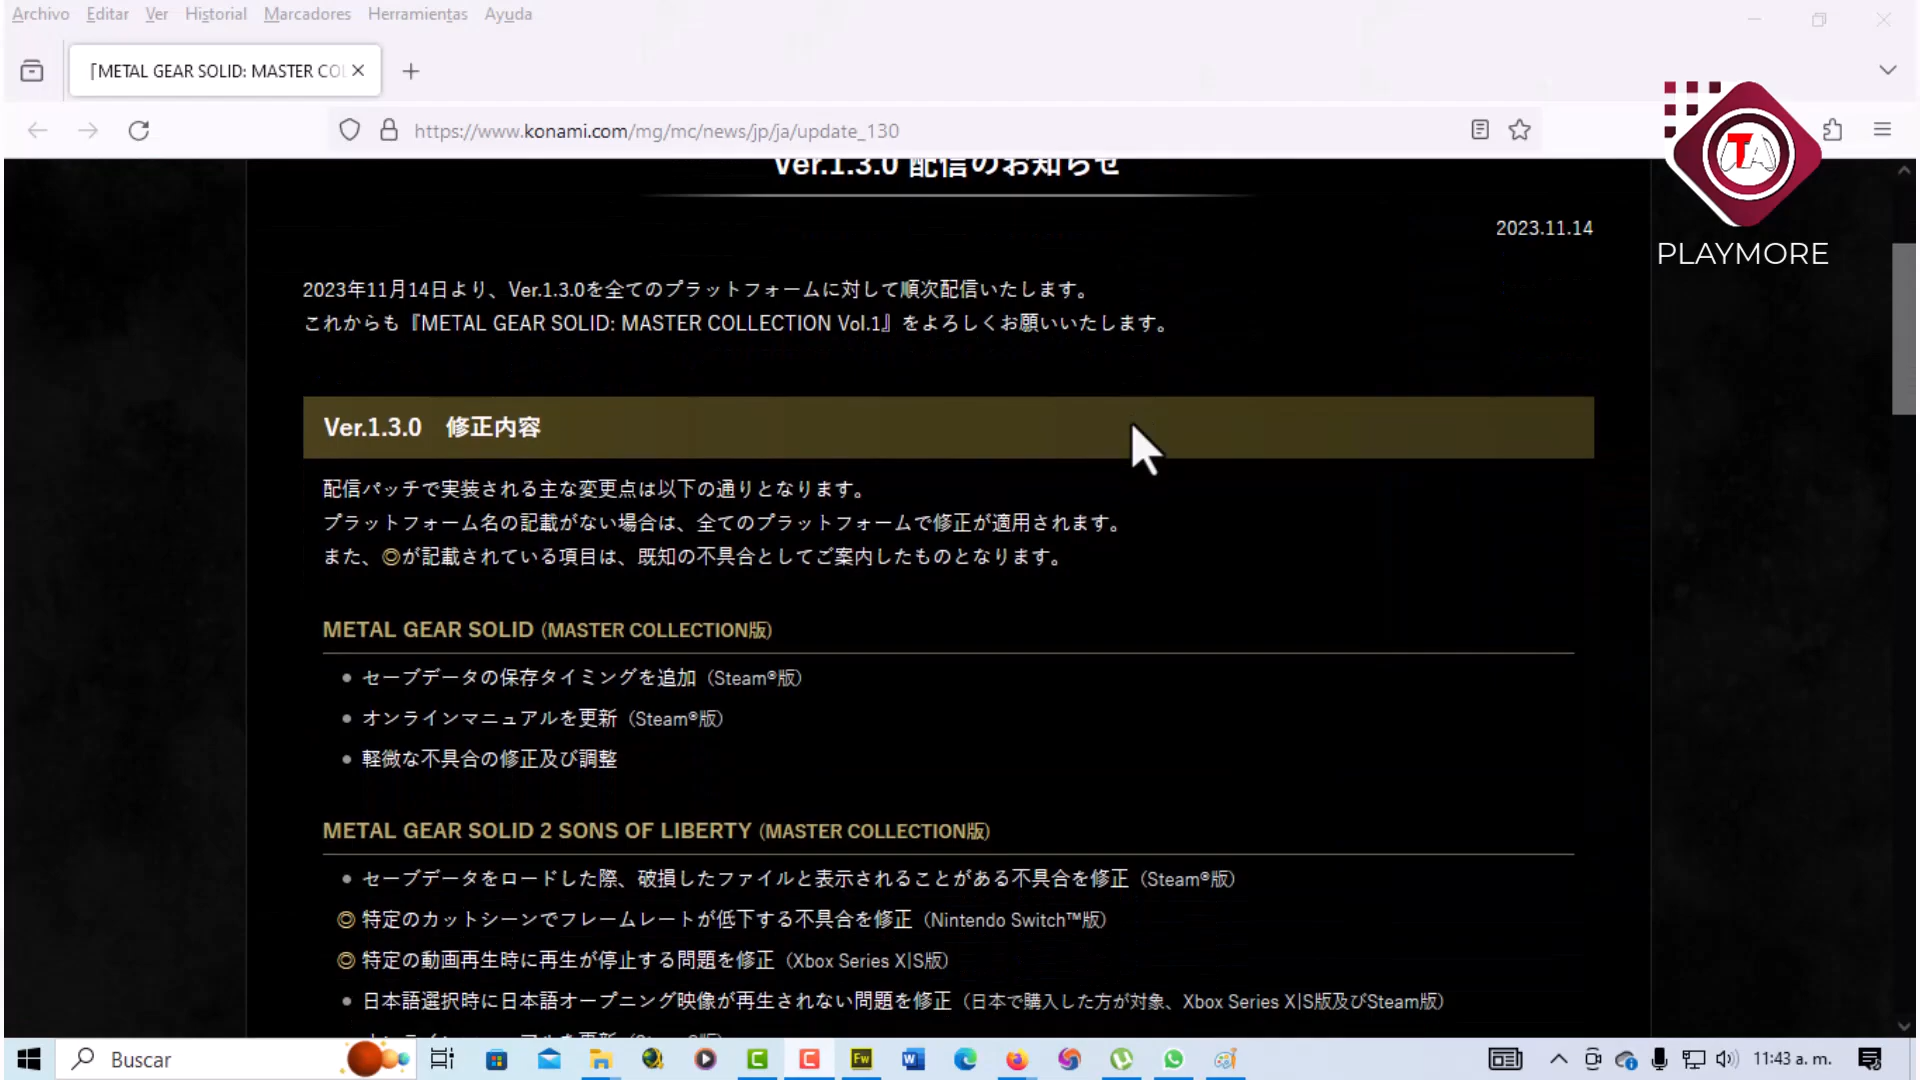 Archivo Editar Ver Historial Marcadores Herramientas Ayuda
「METAL GEAR SOLID: MASTER COL
https://www.konami.com/mg/mc/news/jp/ja/update_130
TA
PLAYMORE
Ver.1.3.0 配信のお知らせ
2023.11.14
2023年11月14日より、Ver.1.3.0を全てのプラットフォームに対して順次配信いたします。
これからも『METAL GEAR SOLID: MASTER COLLECTION Vol.1』をよろしくお願いいたします。
Ver.1.3.0 修正内容
配信パッチで実装される主な変更点は以下の通りとなります。
プラットフォーム名の記載がない場合は、全てのプラットフォームで修正が適用されます。
また、◎が記載されている項目は、既知の不具合としてご案内したものとなります。
METAL GEAR SOLID (MASTER COLLECTION版)
● セーブデータの保存タイミングを追加（Steam®版）
● オンラインマニュアルを更新（Steam®版）
● 軽微な不具合の修正及び調整
METAL GEAR SOLID 2 SONS OF LIBERTY (MASTER COLLECTION版)
● セーブデータをロードした際、破損したファイルと表示されることがある不具合を修正（Steam®版）
◎ 特定のカットシーンでフレームレートが低下する不具合を修正（Nintendo Switch™版）
◎ 特定の動画再生時に再生が停止する問題を修正（Xbox Series X|S版）
● 日本語選択時に日本語オープニング映像が再生されない問題を修正（日本で購入した方が対象、Xbox Series X|S版及びSteam版）
Buscar
Fw
11:43 a. m.